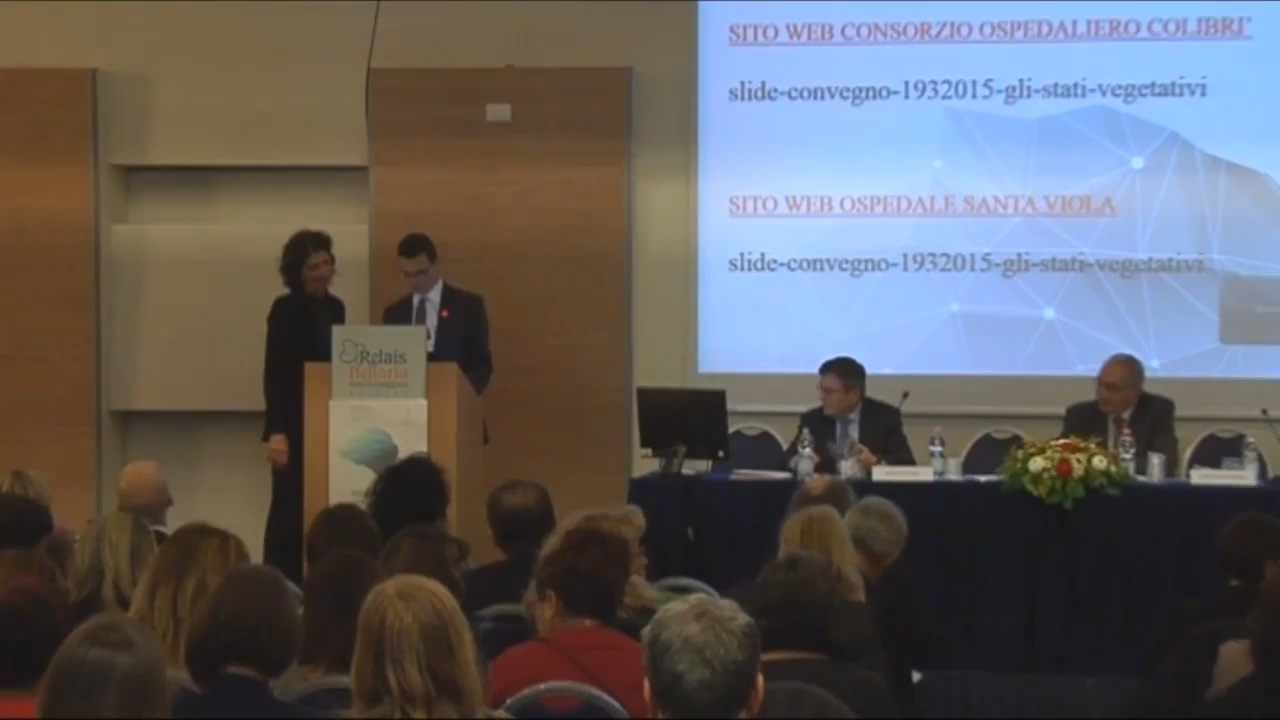 SITO WEB CONSORZIO OSPEDALIERO COLIBRI'
slide-convegno-1932015-gli-stati-vegetativi
SITO WEB OSPEDALE SANTA VIOLA
slide-convegno-1932015-gli-stati-vegetativi
Relais
Bellaria